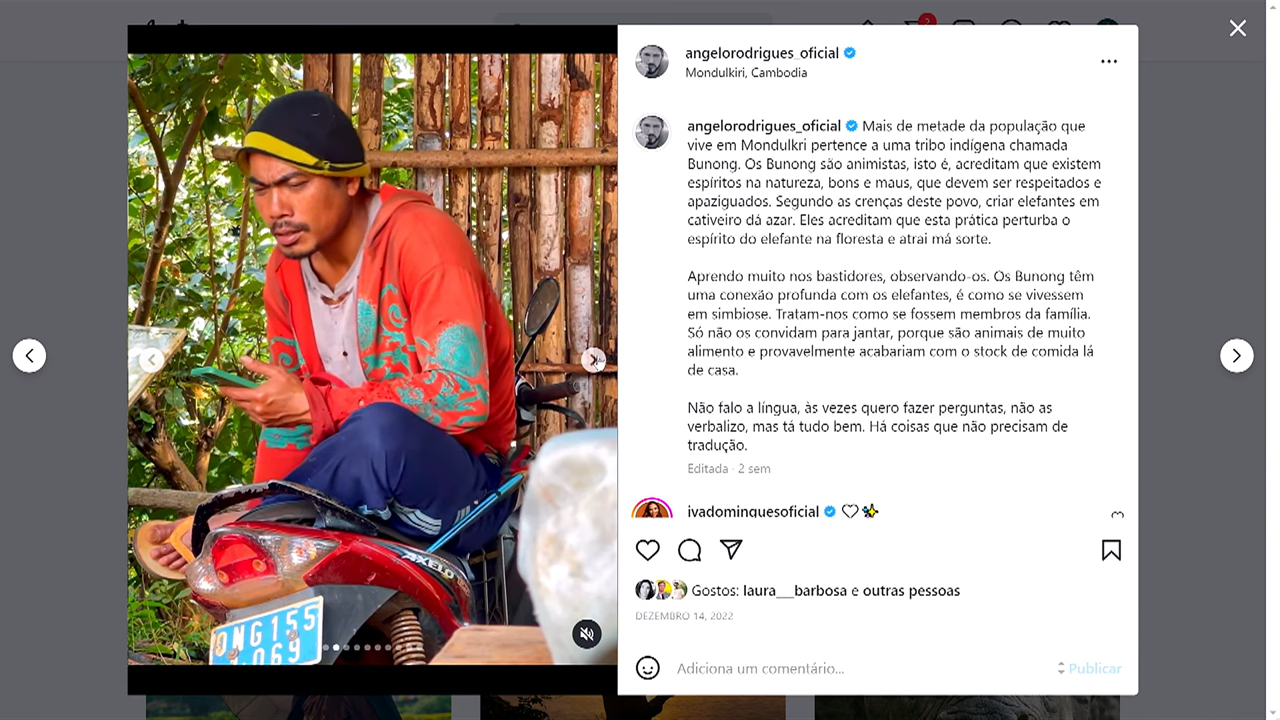 angelorodrigues_oficial
Mondulkiri, Cambodia
angelorodrigues_oficial Mais de metade da população que
vive em Mondulkri pertence a uma tribo indígena chamada
Bunong. Os Bunong são animistas, isto é, acreditam que existem
espíritos na natureza, bons e maus, que devem ser respeitados e
apaziguados. Segundo as crenças deste povo, criar elefantes em
cativeiro dá azar. Eles acreditam que esta prática perturba o
espírito do elefante na floresta e atrai má sorte.
Aprendo muito nos bastidores, observando-os. Os Bunong têm
uma conexão profunda com os elefantes, é como se vivessem
em simbiose. Tratam-nos como se fossem membros da família.
Só não os convidam para jantar, porque são animais de muito
alimento e provavelmente acabariam com o stock de comida lá
de casa.
Não falo a língua, às vezes quero fazer perguntas, não as
verbalizo, mas tá tudo bem. Há coisas que não precisam de
tradução.
Editada · 2 sem
ivadominguesoficial
Gostos: laura___barbosa e outras pessoas
DEZEMBRO 14, 2022
Adiciona um comentário...
Publicar
2